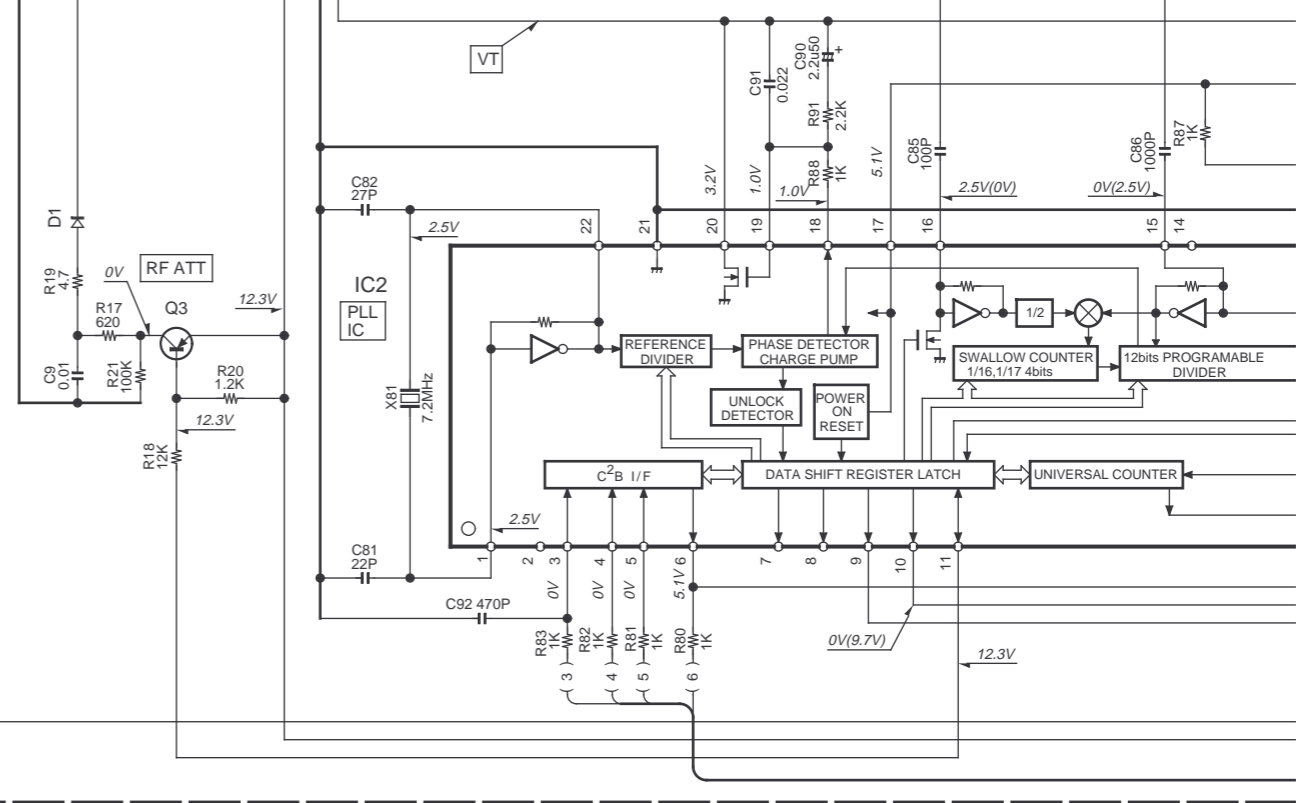 VT
C91
0.022
C90
2.2u50
+
R91
2.2K
R88
1K
3.2V
1.0V
1.0V
5.1V
C85
100P
2.5V(0V)
C86
1000P
0V(2.5V)
R87
1K
C82
27P
2.5V
22
21
20
19
18
17
16
15
14
D1
R19
4.7
0V
RF ATT
Q3
12.3V
R17
620
C9
0.01
R21
100K
R20
1.2K
12.3V
R18
12K
IC2
PLL
IC
X81
7.2MHz
REFERENCE
DIVIDER
PHASE DETECTOR
CHARGE PUMP
1/2
SWALLOW COUNTER
1/16,1/17 4bits
12bits PROGRAMABLE
DIVIDER
UNLOCK
DETECTOR
POWER
ON
RESET
C2B I/F
DATA SHIFT REGISTER LATCH
UNIVERSAL COUNTER
2.5V
C81
22P
1
2
3
4
5
6
7
8
9
10
11
0V
0V
0V
5.1V
C92 470P
R83
1K
R82
1K
R81
1K
R80
1K
0V(9.7V)
12.3V
3
4
5
6